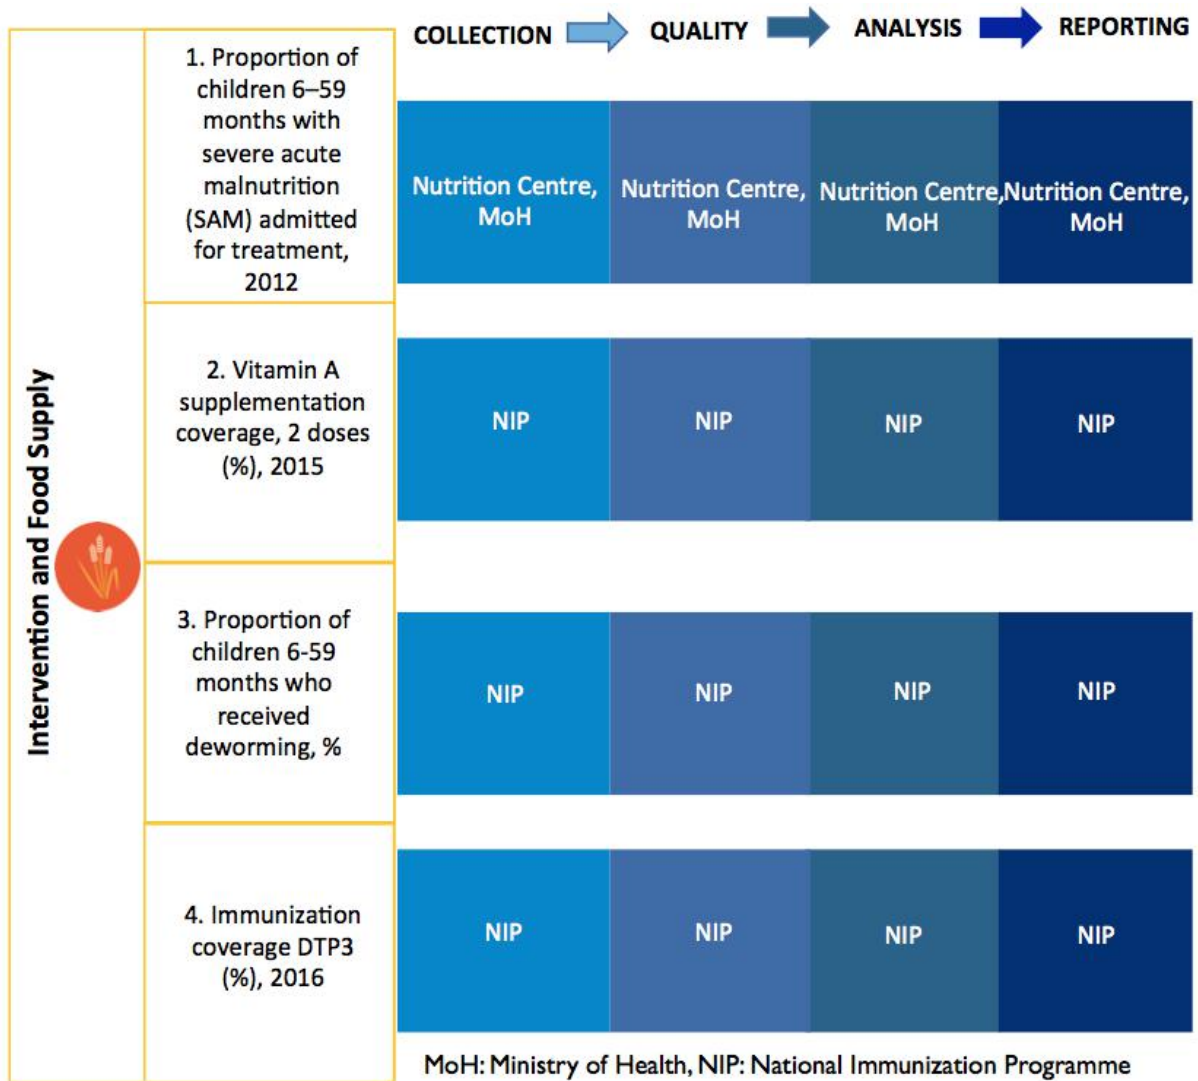 COLLECTION QUALITY ANALYSIS REPORTING
Intervention and Food Supply
1. Proportion of
children 6–59
months with
severe acute
malnutrition
(SAM) admitted
for treatment,
2012
Nutrition Centre,
MoH
Nutrition Centre,
MoH
Nutrition Centre,
MoH
Nutrition Centre,
MoH
2. Vitamin A
supplementation
coverage, 2 doses
(%), 2015
NIP
NIP
NIP
NIP
3. Proportion of
children 6-59
months who
received
deworming, %
NIP
NIP
NIP
NIP
4. Immunization
coverage DTP3
(%), 2016
NIP
NIP
NIP
NIP
MoH: Ministry of Health, NIP: National Immunization Programme